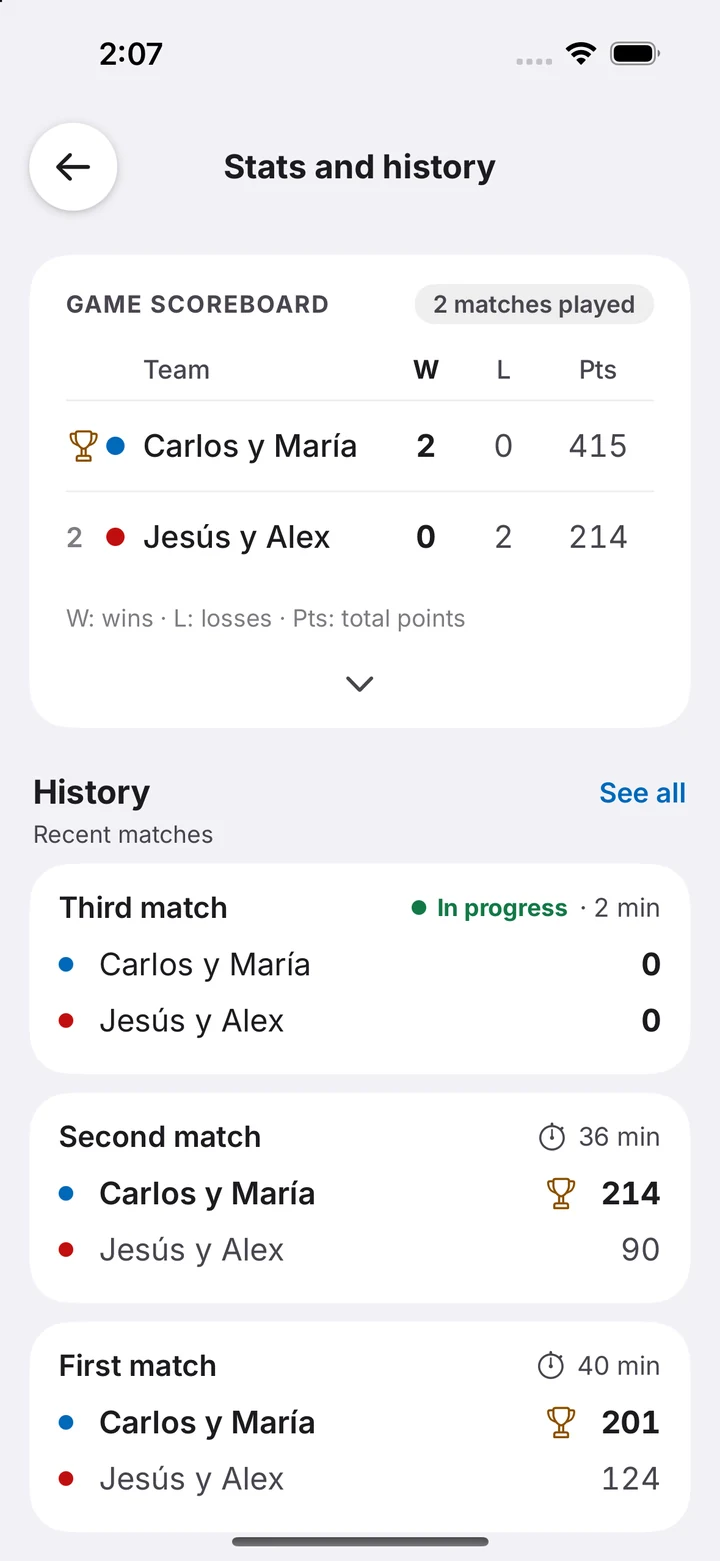 2:07
Stats and history
GAME SCOREBOARD 2 matches played
Team W L Pts
Carlos y María 2 0 415
2 Jesús y Alex 0 2 214
W: wins · L: losses · Pts: total points
History See all
Recent matches
Third match In progress · 2 min
Carlos y María 0
Jesús y Alex 0
Second match 36 min
Carlos y María 214
Jesús y Alex 90
First match 40 min
Carlos y María 201
Jesús y Alex 124